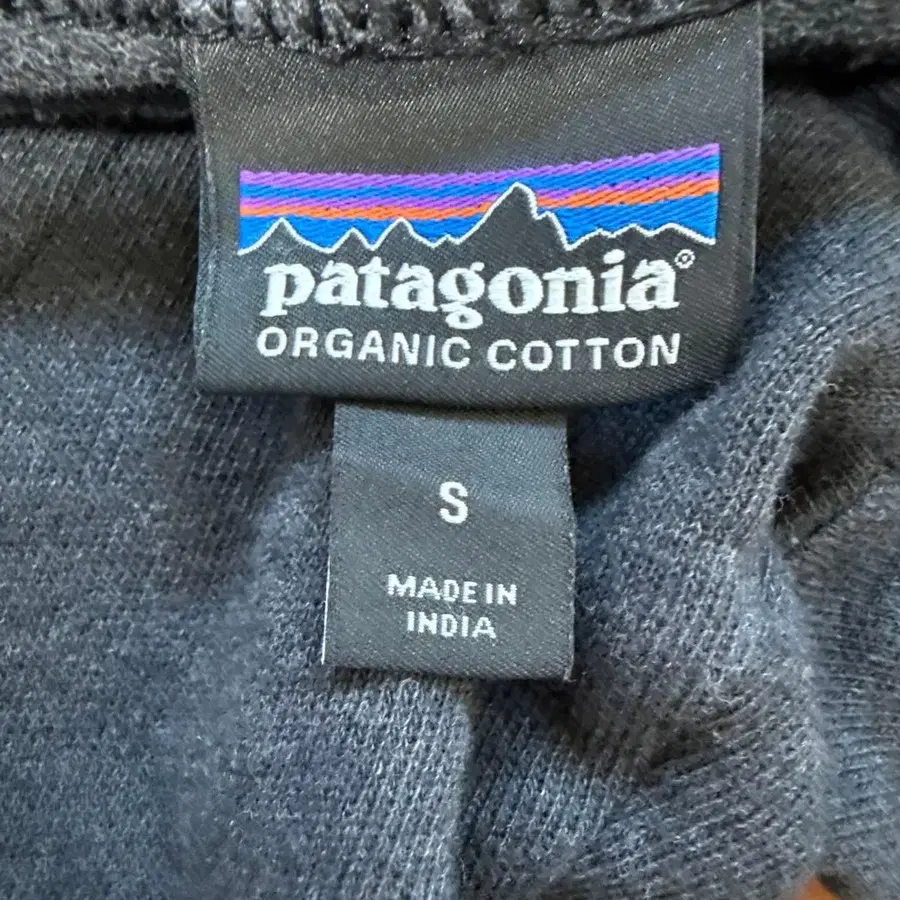 patagonia®
ORGANIC COTTON
S
MADE IN
INDIA